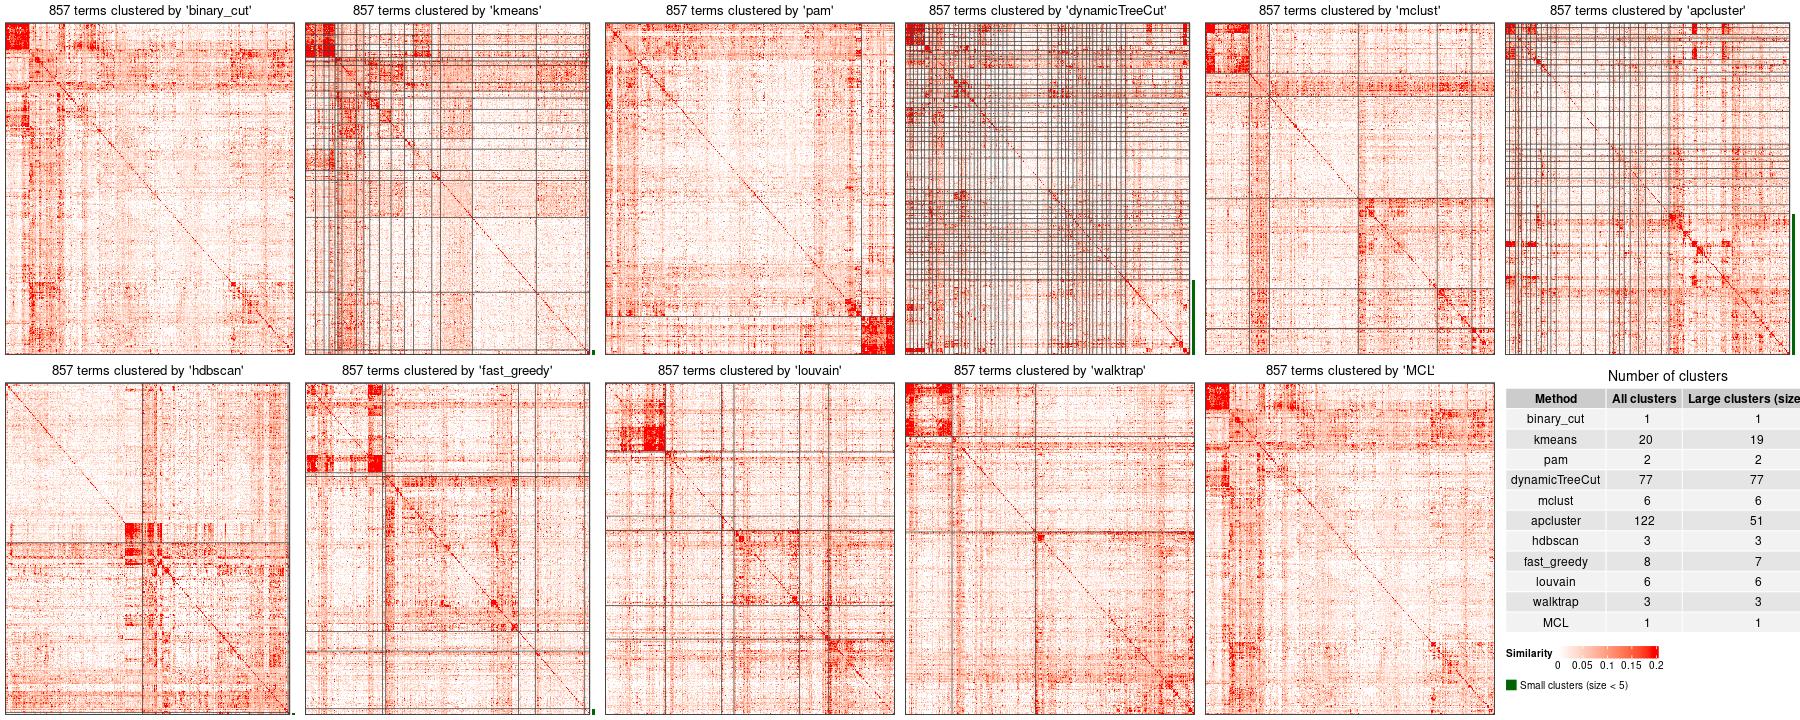 857 terms clustered by 'binary_cut'
857 terms clustered by 'kmeans'
857 terms clustered by 'pam'
857 terms clustered by 'dynamicTreeCut'
857 terms clustered by 'mclust'
857 terms clustered by 'apcluster'
857 terms clustered by 'hdbscan'
857 terms clustered by 'fast_greedy'
857 terms clustered by 'louvain'
857 terms clustered by 'walktrap'
857 terms clustered by 'MCL'
Number of clusters
Method All clusters Large clusters (size
binary_cut 1 1
kmeans 20 19
pam 2 2
dynamicTreeCut 77 77
mclust 6 6
apcluster 122 51
hdbscan 3 3
fast_greedy 8 7
louvain 6 6
walktrap 3 3
MCL 1 1
Similarity
0 0.05 0.1 0.15 0.2
Small clusters (size < 5)